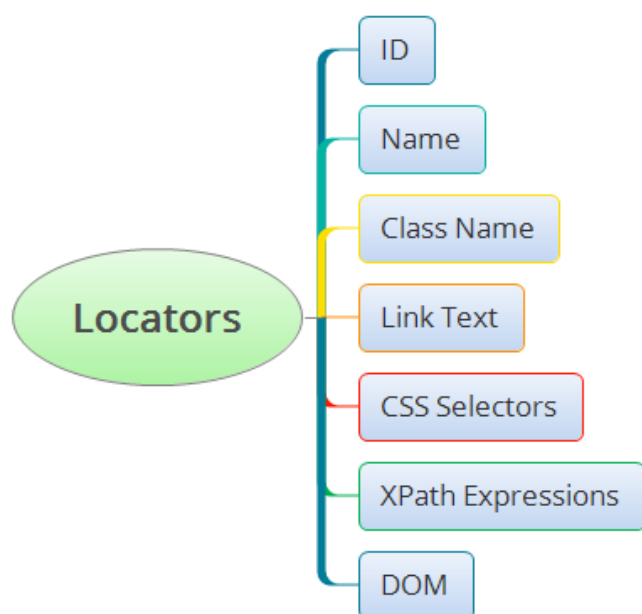 Locators
ID
Name
Class Name
Link Text
CSS Selectors
XPath Expressions
DOM